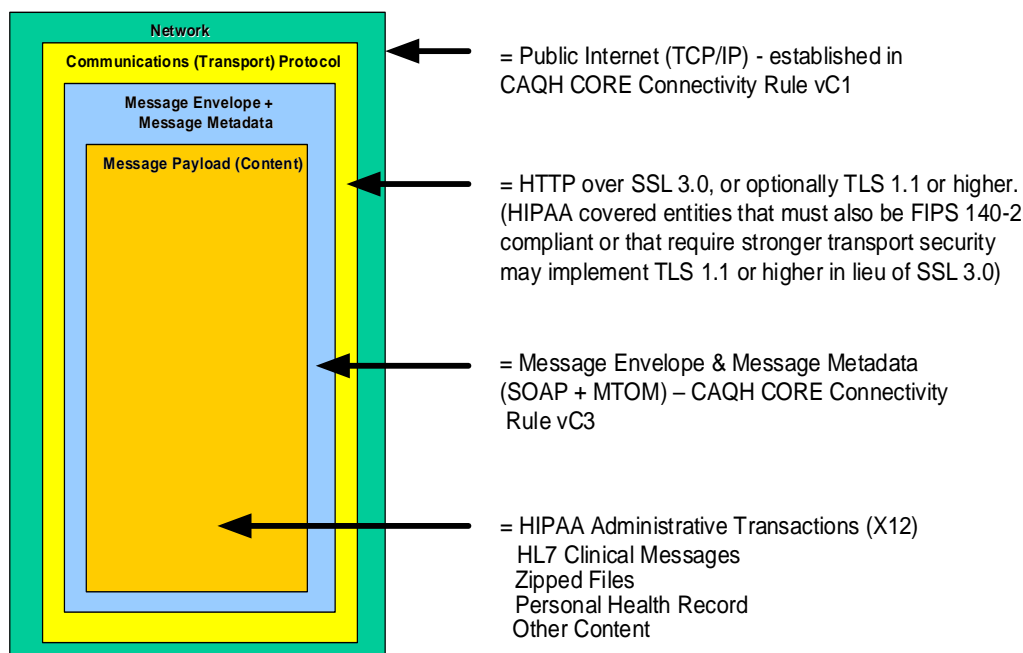 Network
Communications (Transport) Protocol
Message Envelope +
Message Metadata
Message Payload (Content)
= Public Internet (TCP/IP) - established in
CAQH CORE Connectivity Rule vC1
= HTTP over SSL 3.0, or optionally TLS 1.1 or higher.
(HIPAA covered entities that must also be FIPS 140-2
compliant or that require stronger transport security
may implement TLS 1.1 or higher in lieu of SSL 3.0)
= Message Envelope & Message Metadata
(SOAP + MTOM) – CAQH CORE Connectivity
Rule vC3
= HIPAA Administrative Transactions (X12)
HL7 Clinical Messages
Zipped Files
Personal Health Record
Other Content